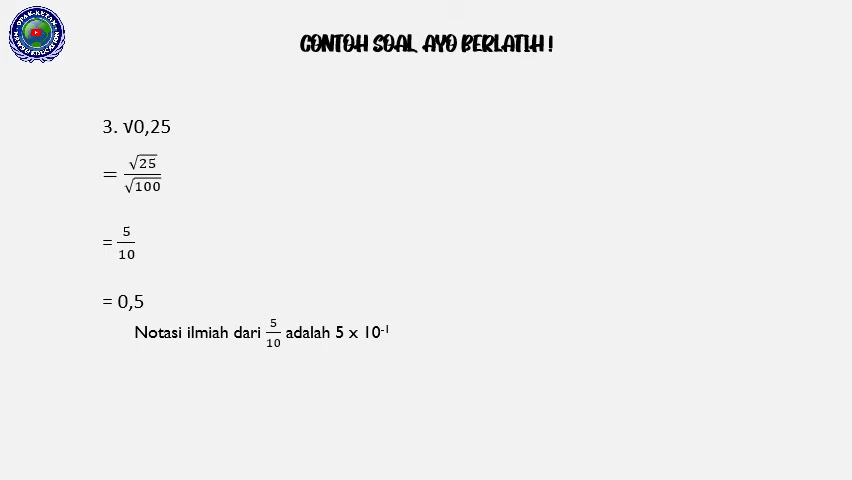 CONTOH SOAL AYO BERLATIH !
3. √0,25
= √25/√100
= 5/10
= 0,5
Notasi ilmiah dari 5/10 adalah 5 x 10⁻¹